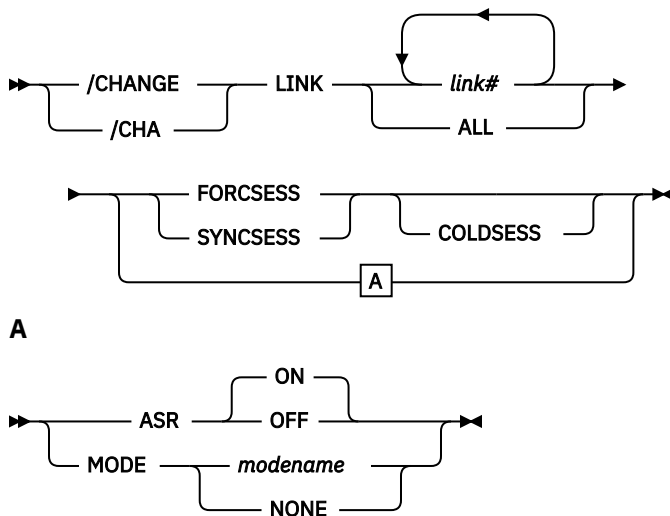 /CHANGE LINK link#
/CHA ALL
FORCSESS
SYNCSESS COLDSESS
A
A
ON
ASR OFF
MODE modename
NONE